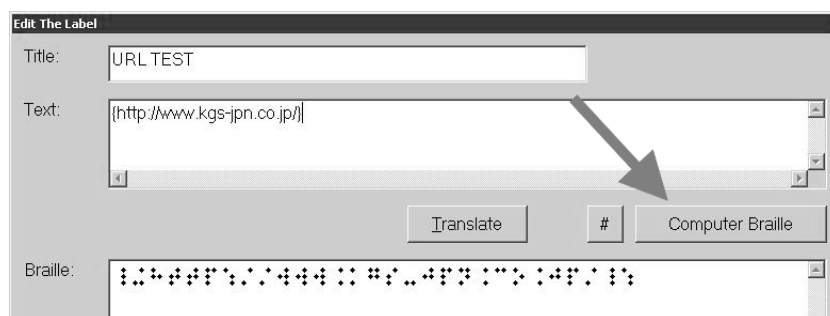 Edit The Label
Title: URL TEST
Text: {http://www.kgs-jpn.co.jp/}
Translate # Computer Braille
Braille: